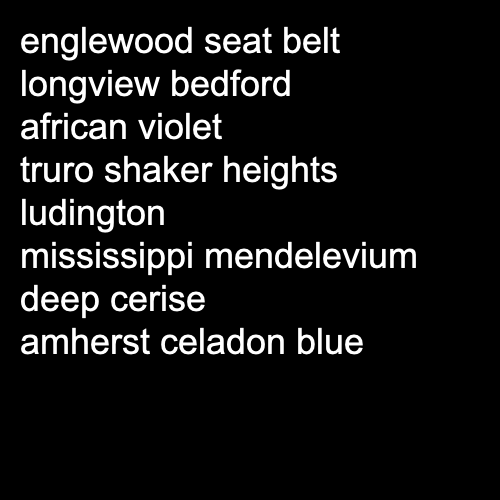 englewood seat belt
longview bedford
african violet
truro shaker heights
ludington
mississippi mendelevium
deep cerise
amherst celadon blue